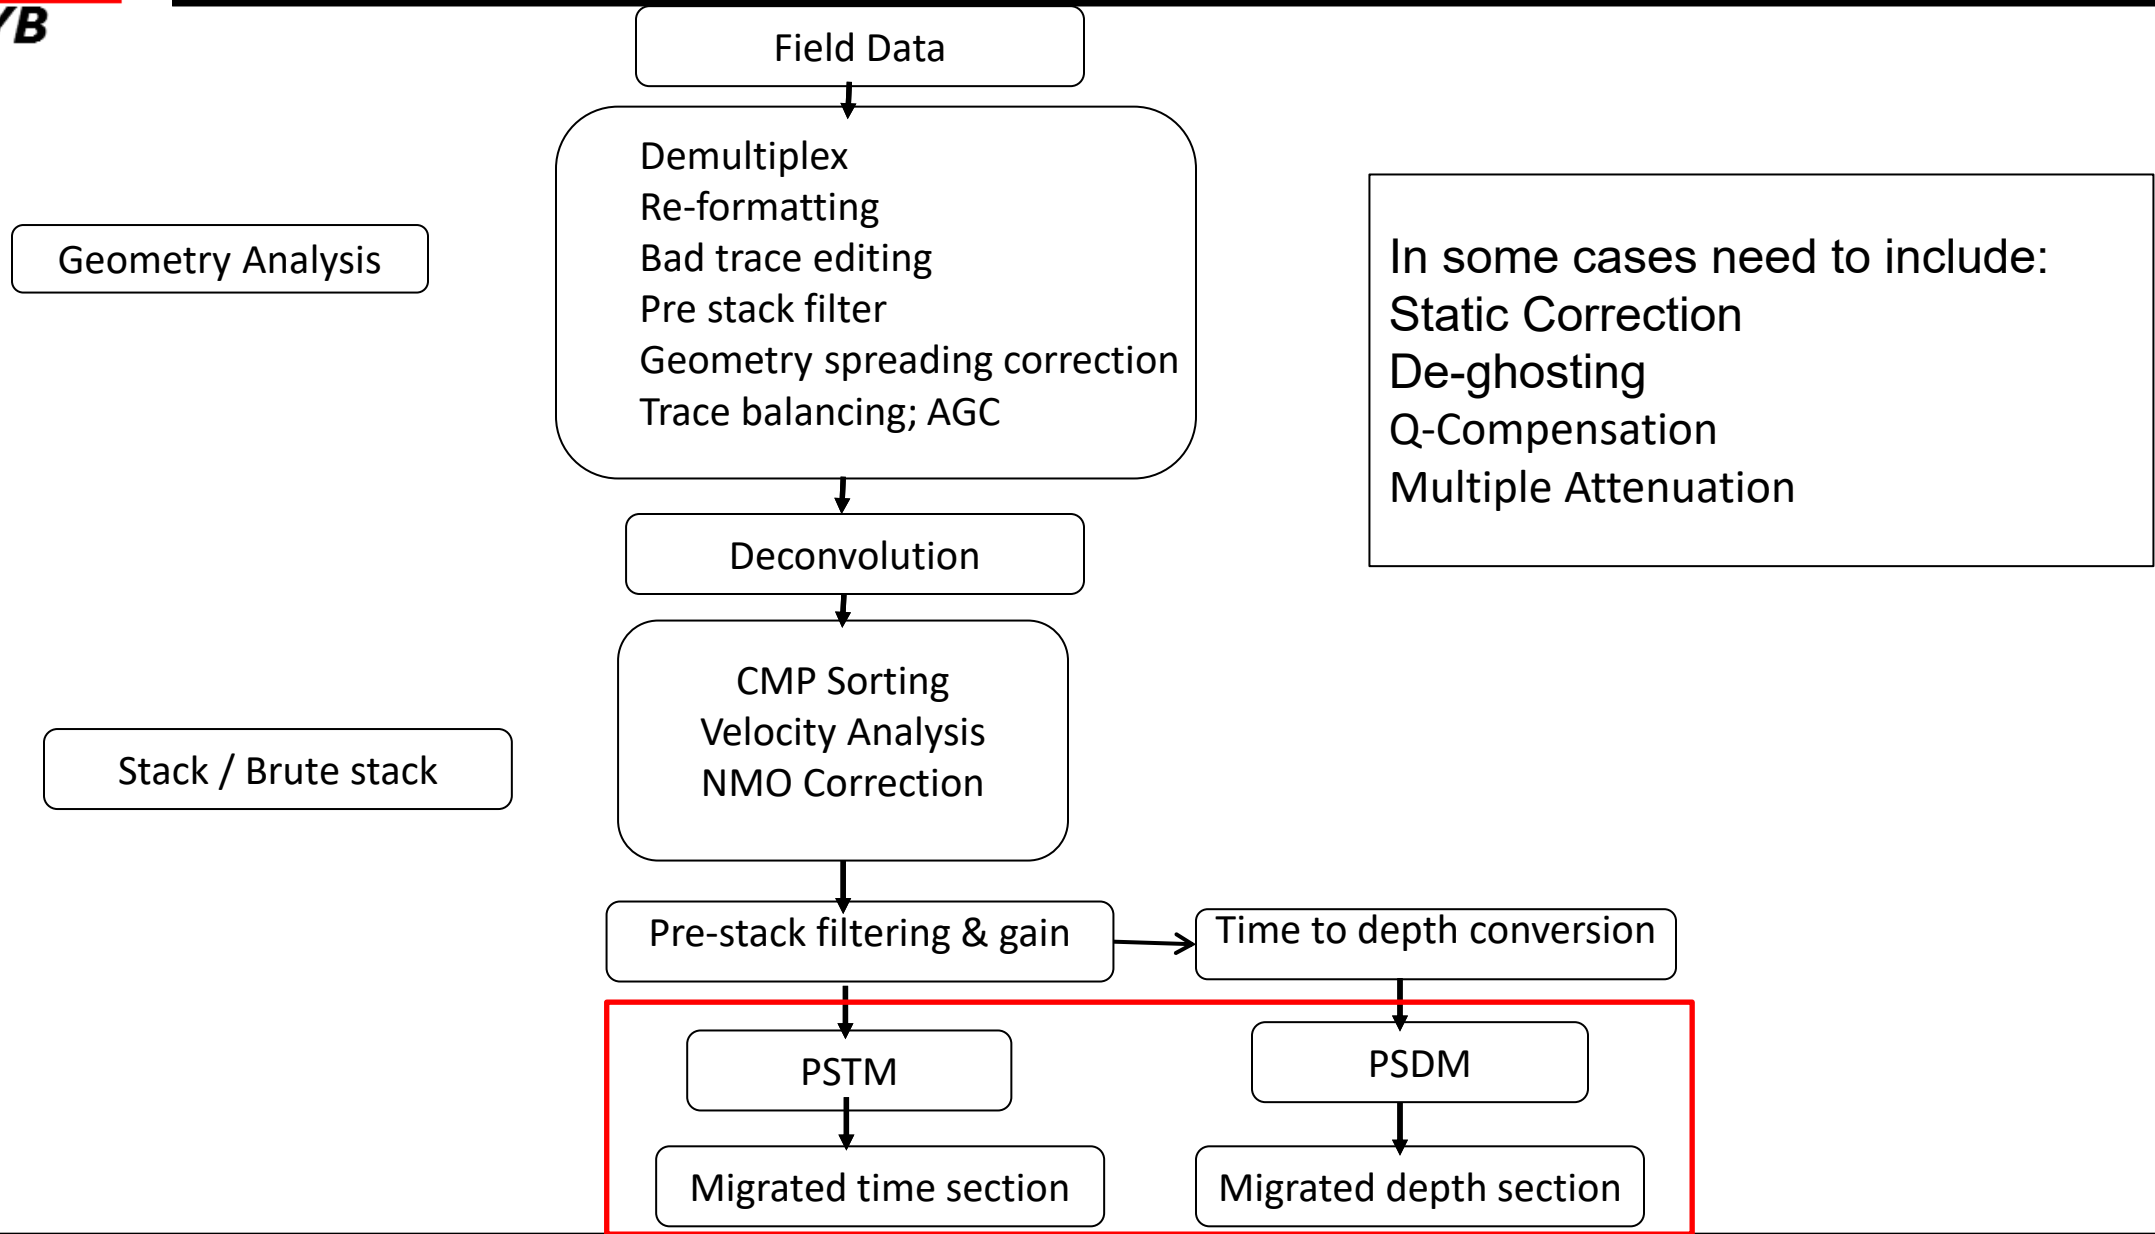 Field Data
Demultiplex
Re-formatting
Bad trace editing
Pre stack filter
Geometry spreading correction
Trace balancing; AGC
Geometry Analysis
In some cases need to include:
Static Correction
De-ghosting
Q-Compensation
Multiple Attenuation
Deconvolution
CMP Sorting
Velocity Analysis
NMO Correction
Stack / Brute stack
Pre-stack filtering & gain
Time to depth conversion
PSTM
PSDM
Migrated time section
Migrated depth section